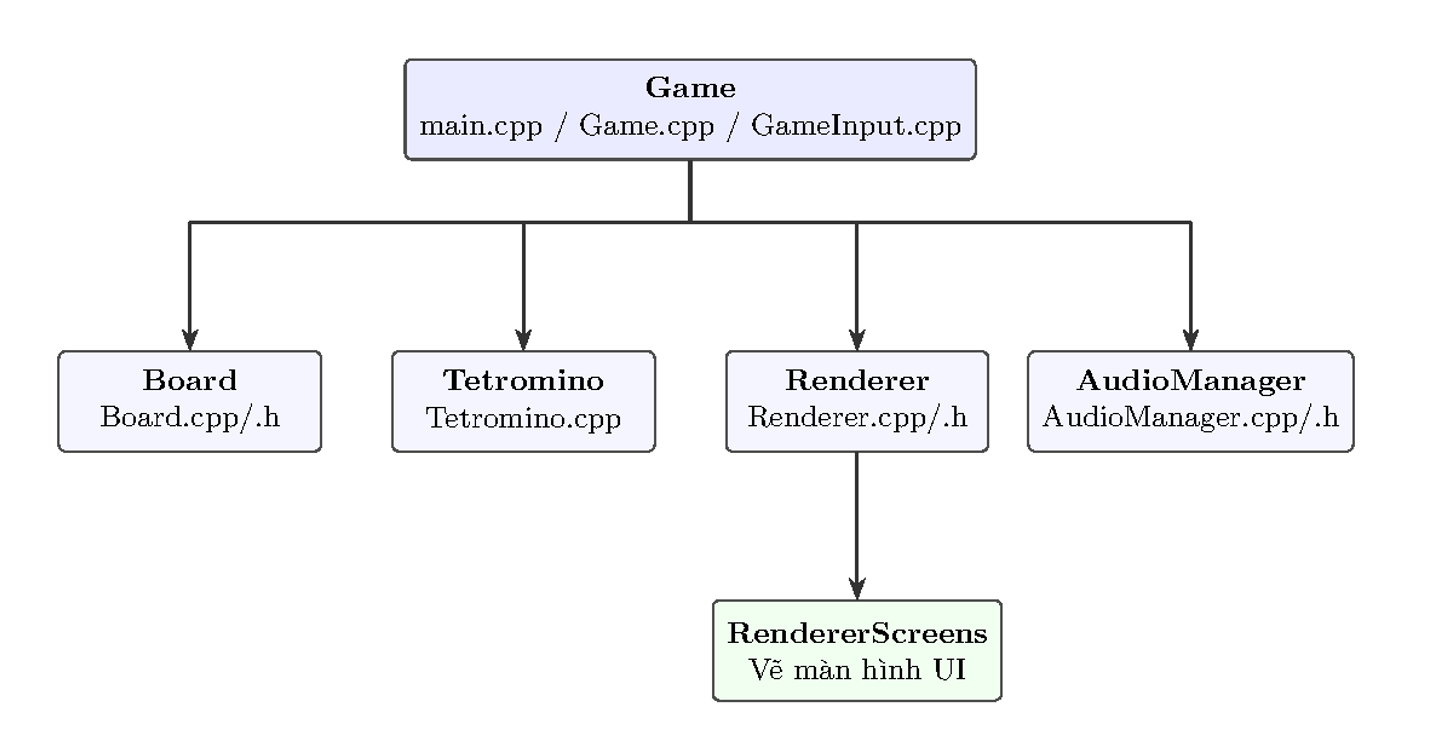 Game
main.cpp / Game.cpp / GameInput.cpp
Board
Board.cpp/.h
Tetromino
Tetromino.cpp
Renderer
Renderer.cpp/.h
AudioManager
AudioManager.cpp/.h
RendererScreens
Vẽ màn hình UI